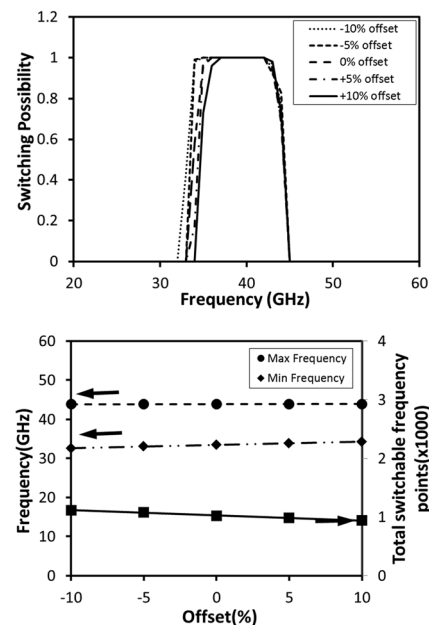 Switching Possibility
1.2
1
0.8
0.6
0.4
0.2
0
-10% offset
-5% offset
0% offset
+5% offset
+10% offset
20
30
40
50
60
Frequency (GHz)
Frequency(GHz)
60
50
40
30
20
10
0
Max Frequency
Min Frequency
4
3
2
1
0
Total switchable frequency
points(x1000)
-10
-5
0
5
10
Offset(%)